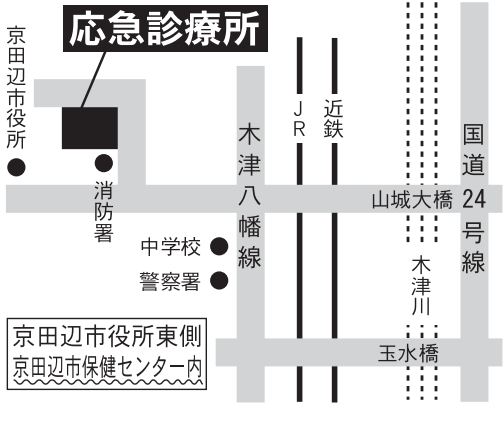 応急診療所
京田辺市役所
消防署
木津八幡線
JR
近鉄
国道24号線
山城大橋
中学校
警察署
木津川
玉水橋
京田辺市役所東側
京田辺市保健センター内